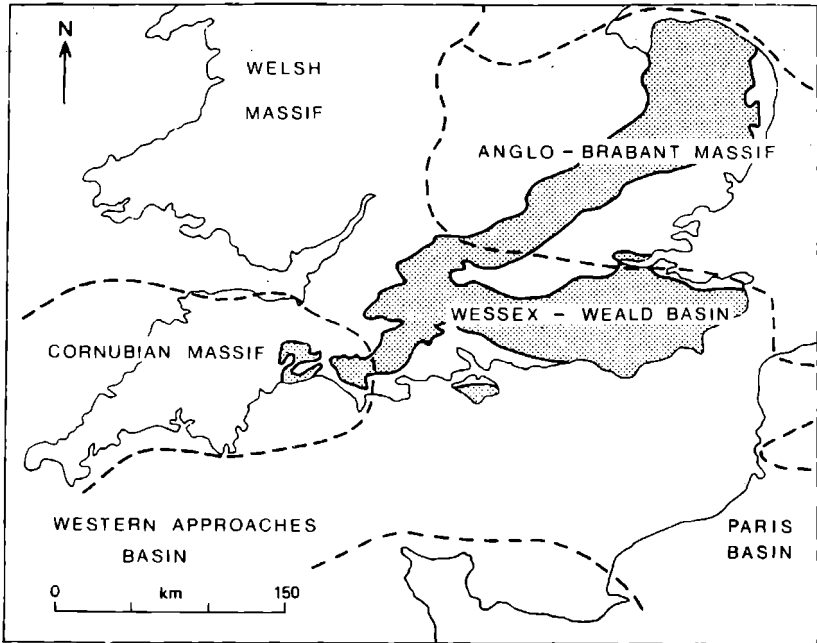 N
WELSH
MASSIF
ANGLO – BRABANT MASSIF
WESSEX – WEALD BASIN
CORNUBIAN MASSIF
WESTERN APPROACHES
BASIN
PARIS
BASIN
0 km 150